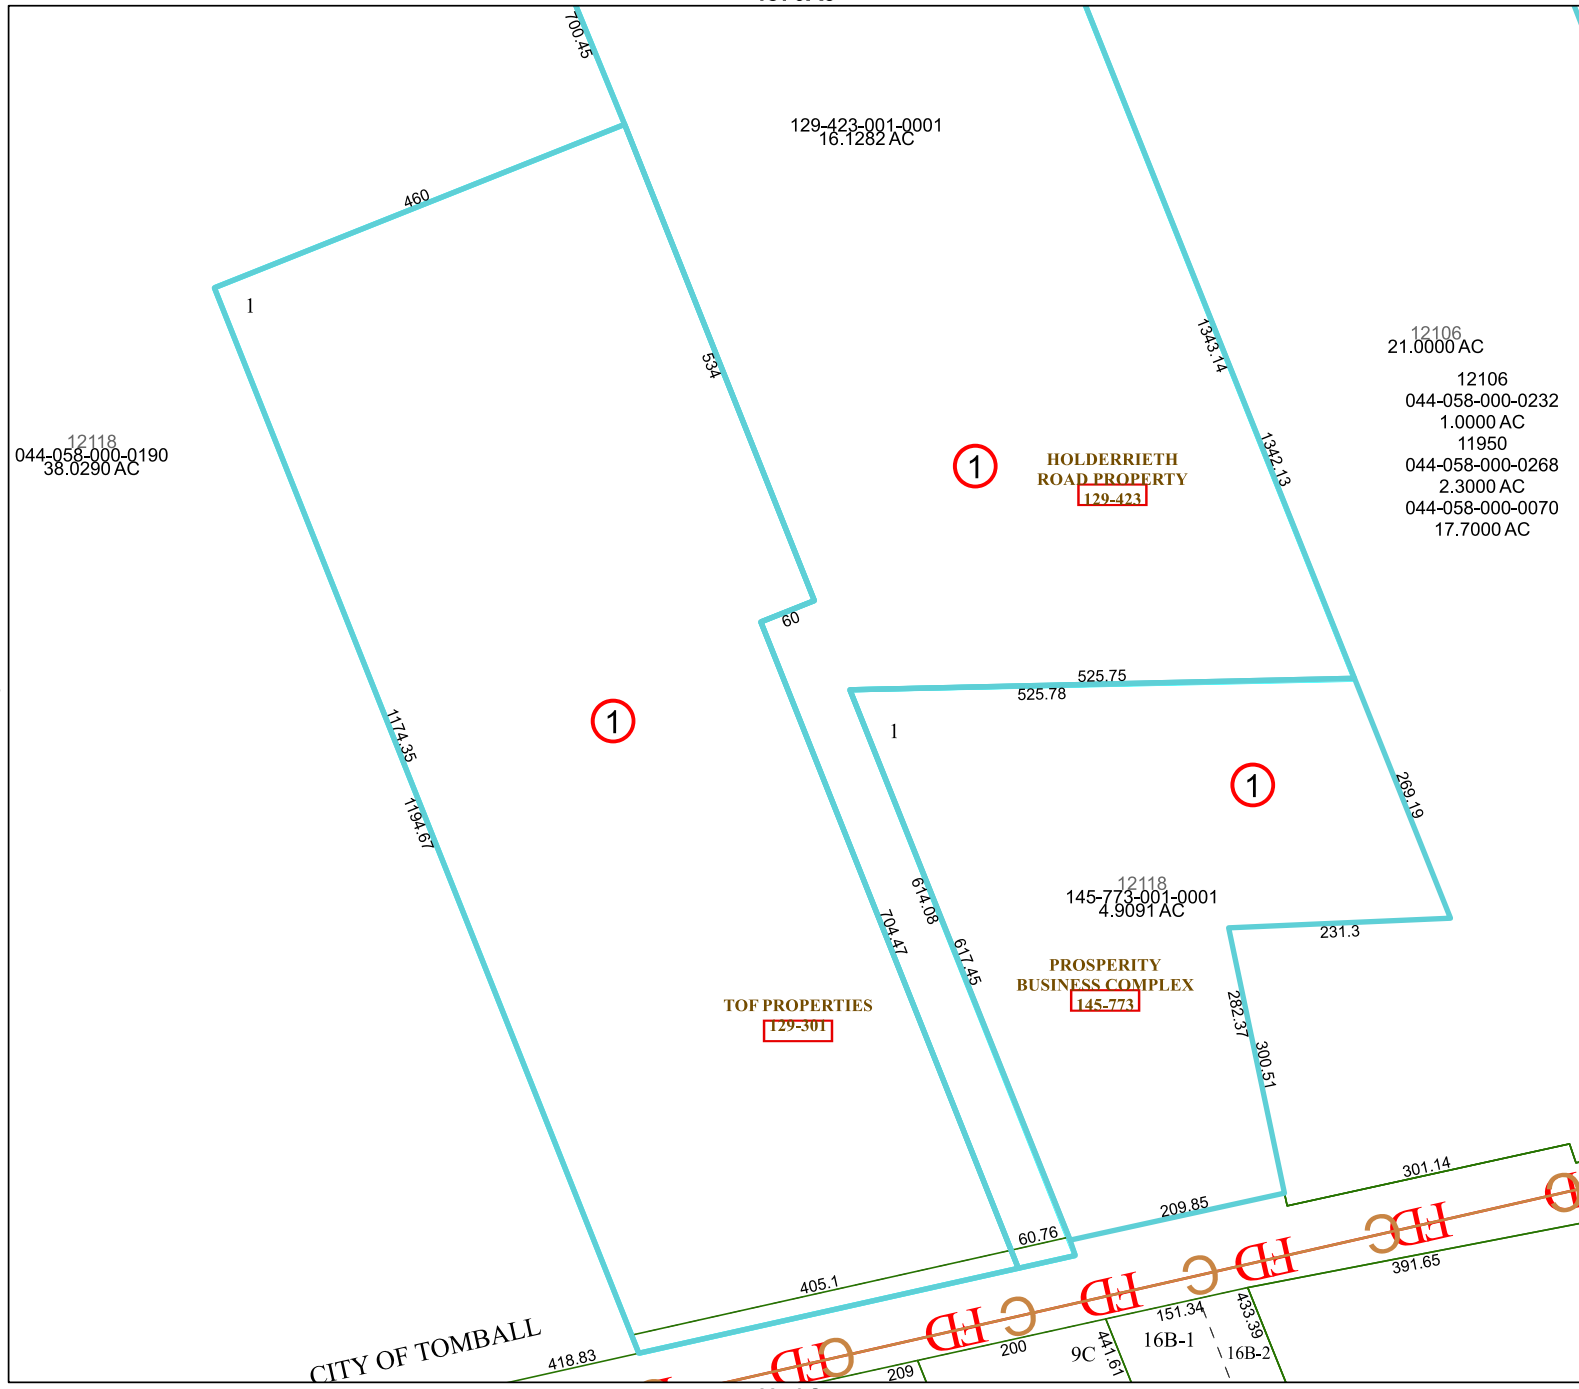 700.45
129-423-001-0001
16.1282 AC
460
1
534
1343.14
12106
21.0000 AC
12106
044-058-000-0232
1.0000 AC
11950
044-058-000-0268
2.3000 AC
044-058-000-0070
17.7000 AC
12118
044-058-000-0190
38.0290 AC
1342.13
1
HOLDERRIETH
ROAD PROPERTY
129-423
60
525.75
525.78
1174.35
1
1
1
269.19
1194.67
614.08
704.47
617.45
12118
145-773-001-0001
4.9091 AC
231.3
PROSPERITY
BUSINESS COMPLEX
145-773
TOF PROPERTIES
129-301
282.37
300.51
301.14
209.85
60.76
405.1
391.65
CITY OF TOMBALL
418.83
209
200
9C
441.61
151.34
16B-1
433.39
16B-2
FD
C
FD
C
FD
C
FD
C
FD